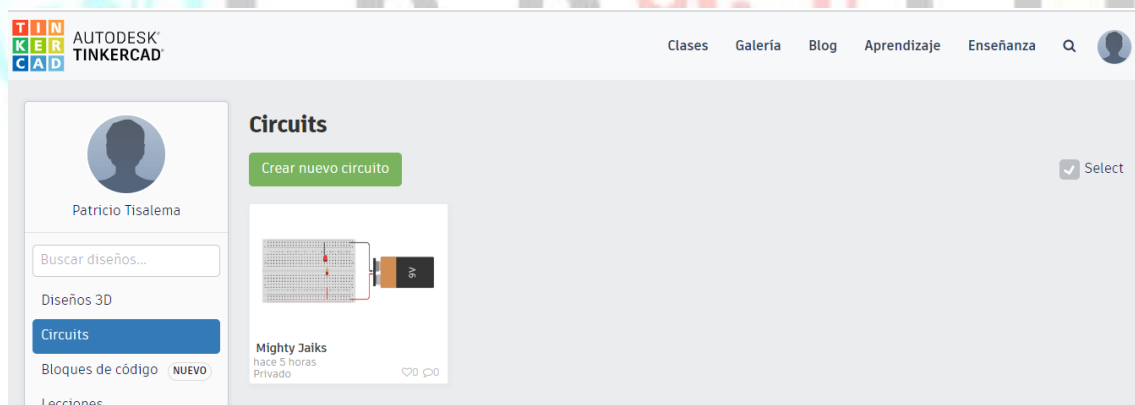 TIN
KER
CAD
AUTODESK®
TINKERCAD®
Clases Galería Blog Aprendizaje Enseñanza
Patricio Tisalema
Buscar diseños...
Diseños 3D
Circuits
Bloques de código NUEVO
Lecciones
Circuits
Crear nuevo circuito
Select
9V
Mighty Jaiks
hace 5 horas
Privado 0 0